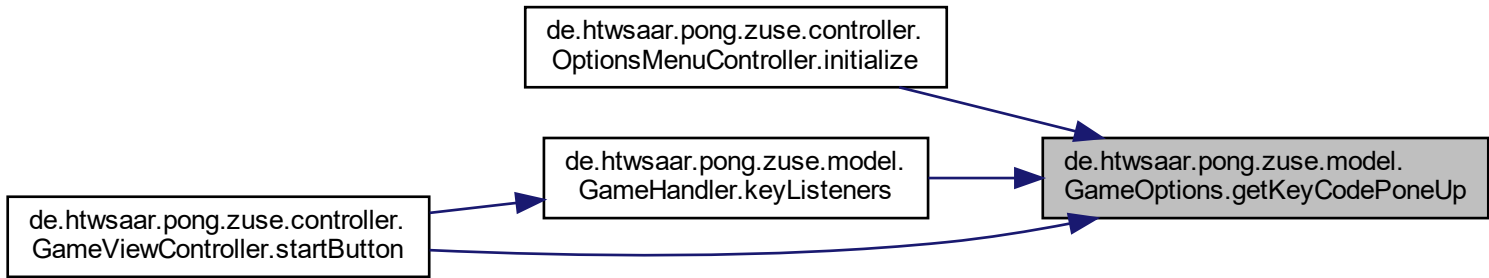 de.htwsaar.pong.zuse.controller.
OptionsMenuController.initialize
de.htwsaar.pong.zuse.model.
GameHandler.keyListeners
de.htwsaar.pong.zuse.model.
GameOptions.getKeyCodePoneUp
de.htwsaar.pong.zuse.controller.
GameViewController.startButton